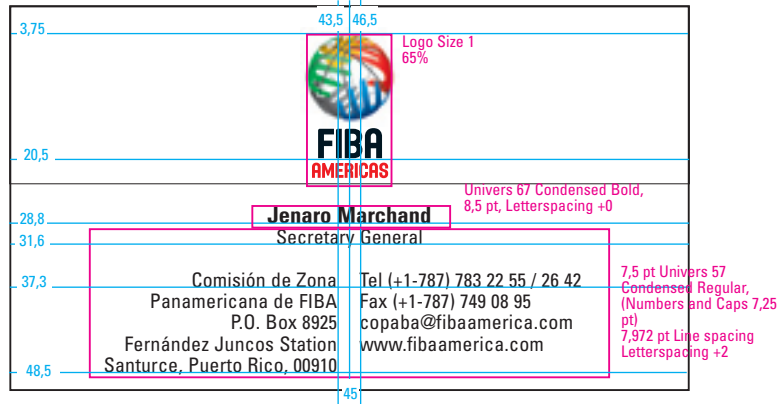 43,5 46,5
3,75
Logo Size 1
65%
FIBA
AMERICAS
20,5
Univers 67 Condensed Bold,
8,5 pt, Letterspacing +0
28,8
Jenaro Marchand
31,6
Secretary General
37,3
Comisión de Zona
Panamericana de FIBA
P.O. Box 8925
Fernández Juncos Station
Santurce, Puerto Rico, 00910
Tel (+1-787) 783 22 55 / 26 42
Fax (+1-787) 749 08 95
copaba@fibaamerica.com
www.fibaamerica.com
7,5 pt Univers 57
Condensed Regular,
(Numbers and Caps 7,25
pt)
7,972 pt Line spacing
Letterspacing +2
48,5
45